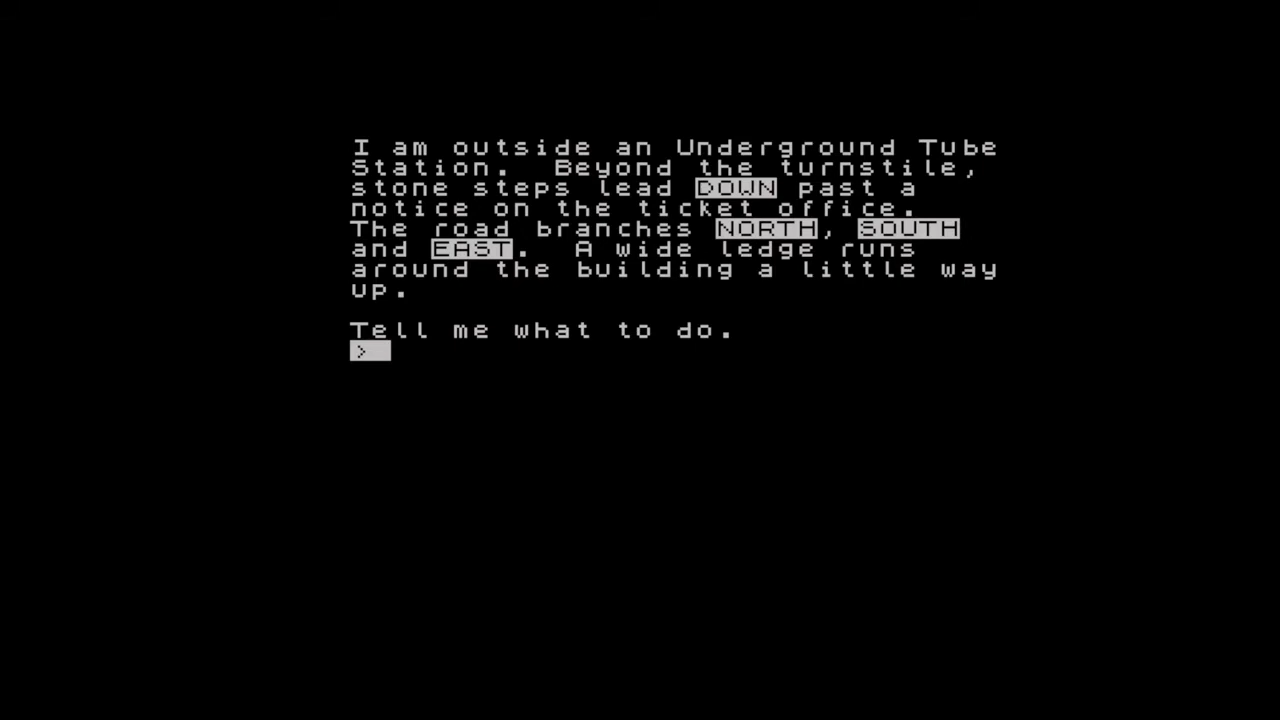 I am outside an Underground Tube
Station.  Beyond the turnstile,
stone steps lead DOWN past a
notice on the ticket office.
The road branches NORTH, SOUTH
and EAST.  A wide ledge runs
around the building a little way
up.
Tell me what to do.
>